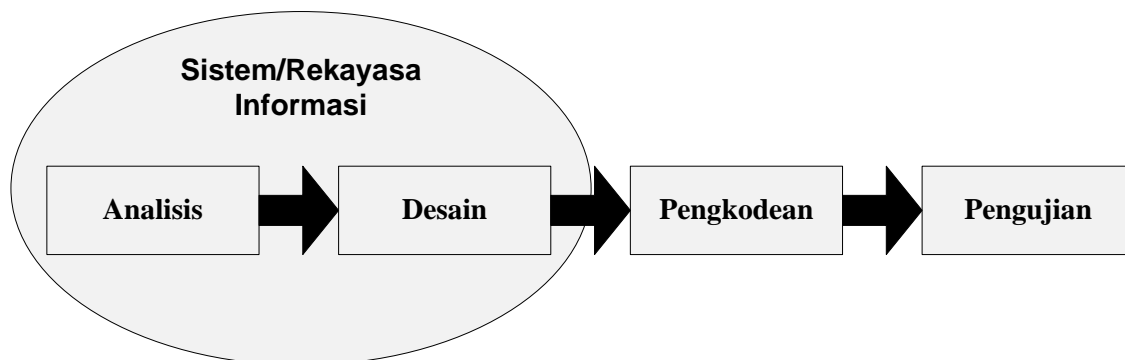 Sistem/Rekayasa
Informasi
Analisis
Desain
Pengkodean
Pengujian